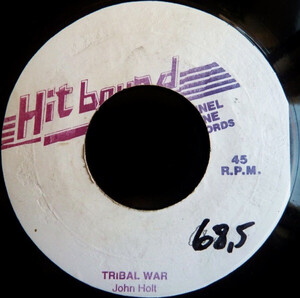 Hit bound
NEL
NE
ORDS
45
R.P.M.
68,5
TRIBAL WAR
John Holt